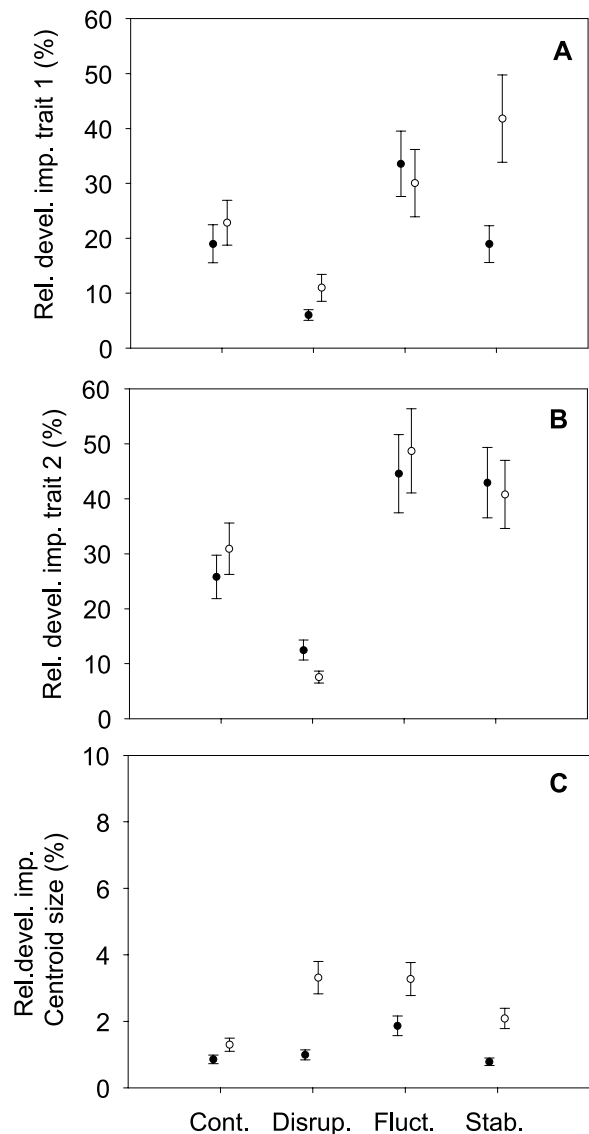 60
50
40
30
20
10
0
Rel. devel. imp. trait 1 (%)
A
60
50
40
30
20
10
0
Rel. devel. imp. trait 2 (%)
B
10
8
6
4
2
0
Rel.devel. imp.
Centroid size (%)
C
Cont. Disrup. Fluct. Stab.